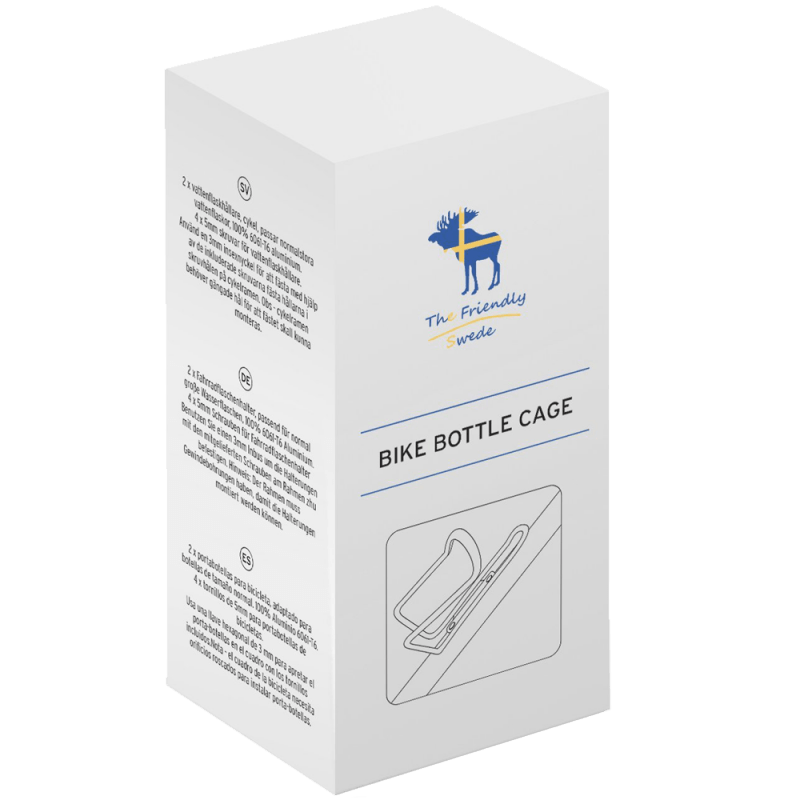 SV
2 x vattenflaskhållare, cykel, passar normalstora
vattenflaskor, 100% 6061-T6 aluminium.
4 x 5mm skruvar för vattenflaskhållare.
Använd en 3mm insexnyckel för att fästa med hjälp
av de inkluderade skruvarna fästa hållarna i
skruvhålen på cykelramen. Obs - cykelramen
behöver gängade hål för att fästet skall kunna
monteras.
DE
2 x Fahrradflaschenhalter, passend für normal
große Wasserflaschen, 100% 6061-T6 Aluminium.
4 x 5mm Schrauben für Fahrradflaschenhalter
Benutzen Sie einen 3mm Inbus um die Halterungen
mit den mitgelieferten Schrauben am Rahmen zhu
befestigen. Hinweis: Der Rahmen muss
Gewindebohrungen haben, damit die Halterungen
montiert werden können.
ES
2 x portabotellas para bicicleta, adaptado para
botellas de tamaño normal. 100% Aluminio 6061-T6.
4 x tornillos de 5mm para portabotellas de
bicicletas.
Usa una llave hexagonal de 3 mm para apretar el
porta-botellas en el cuadro con los tornillos
incluidos.Nota - el cuadro de la bicicleta necesita
orificios roscados para instalar porta-botellas.
The Friendly
Swede
BIKE BOTTLE CAGE